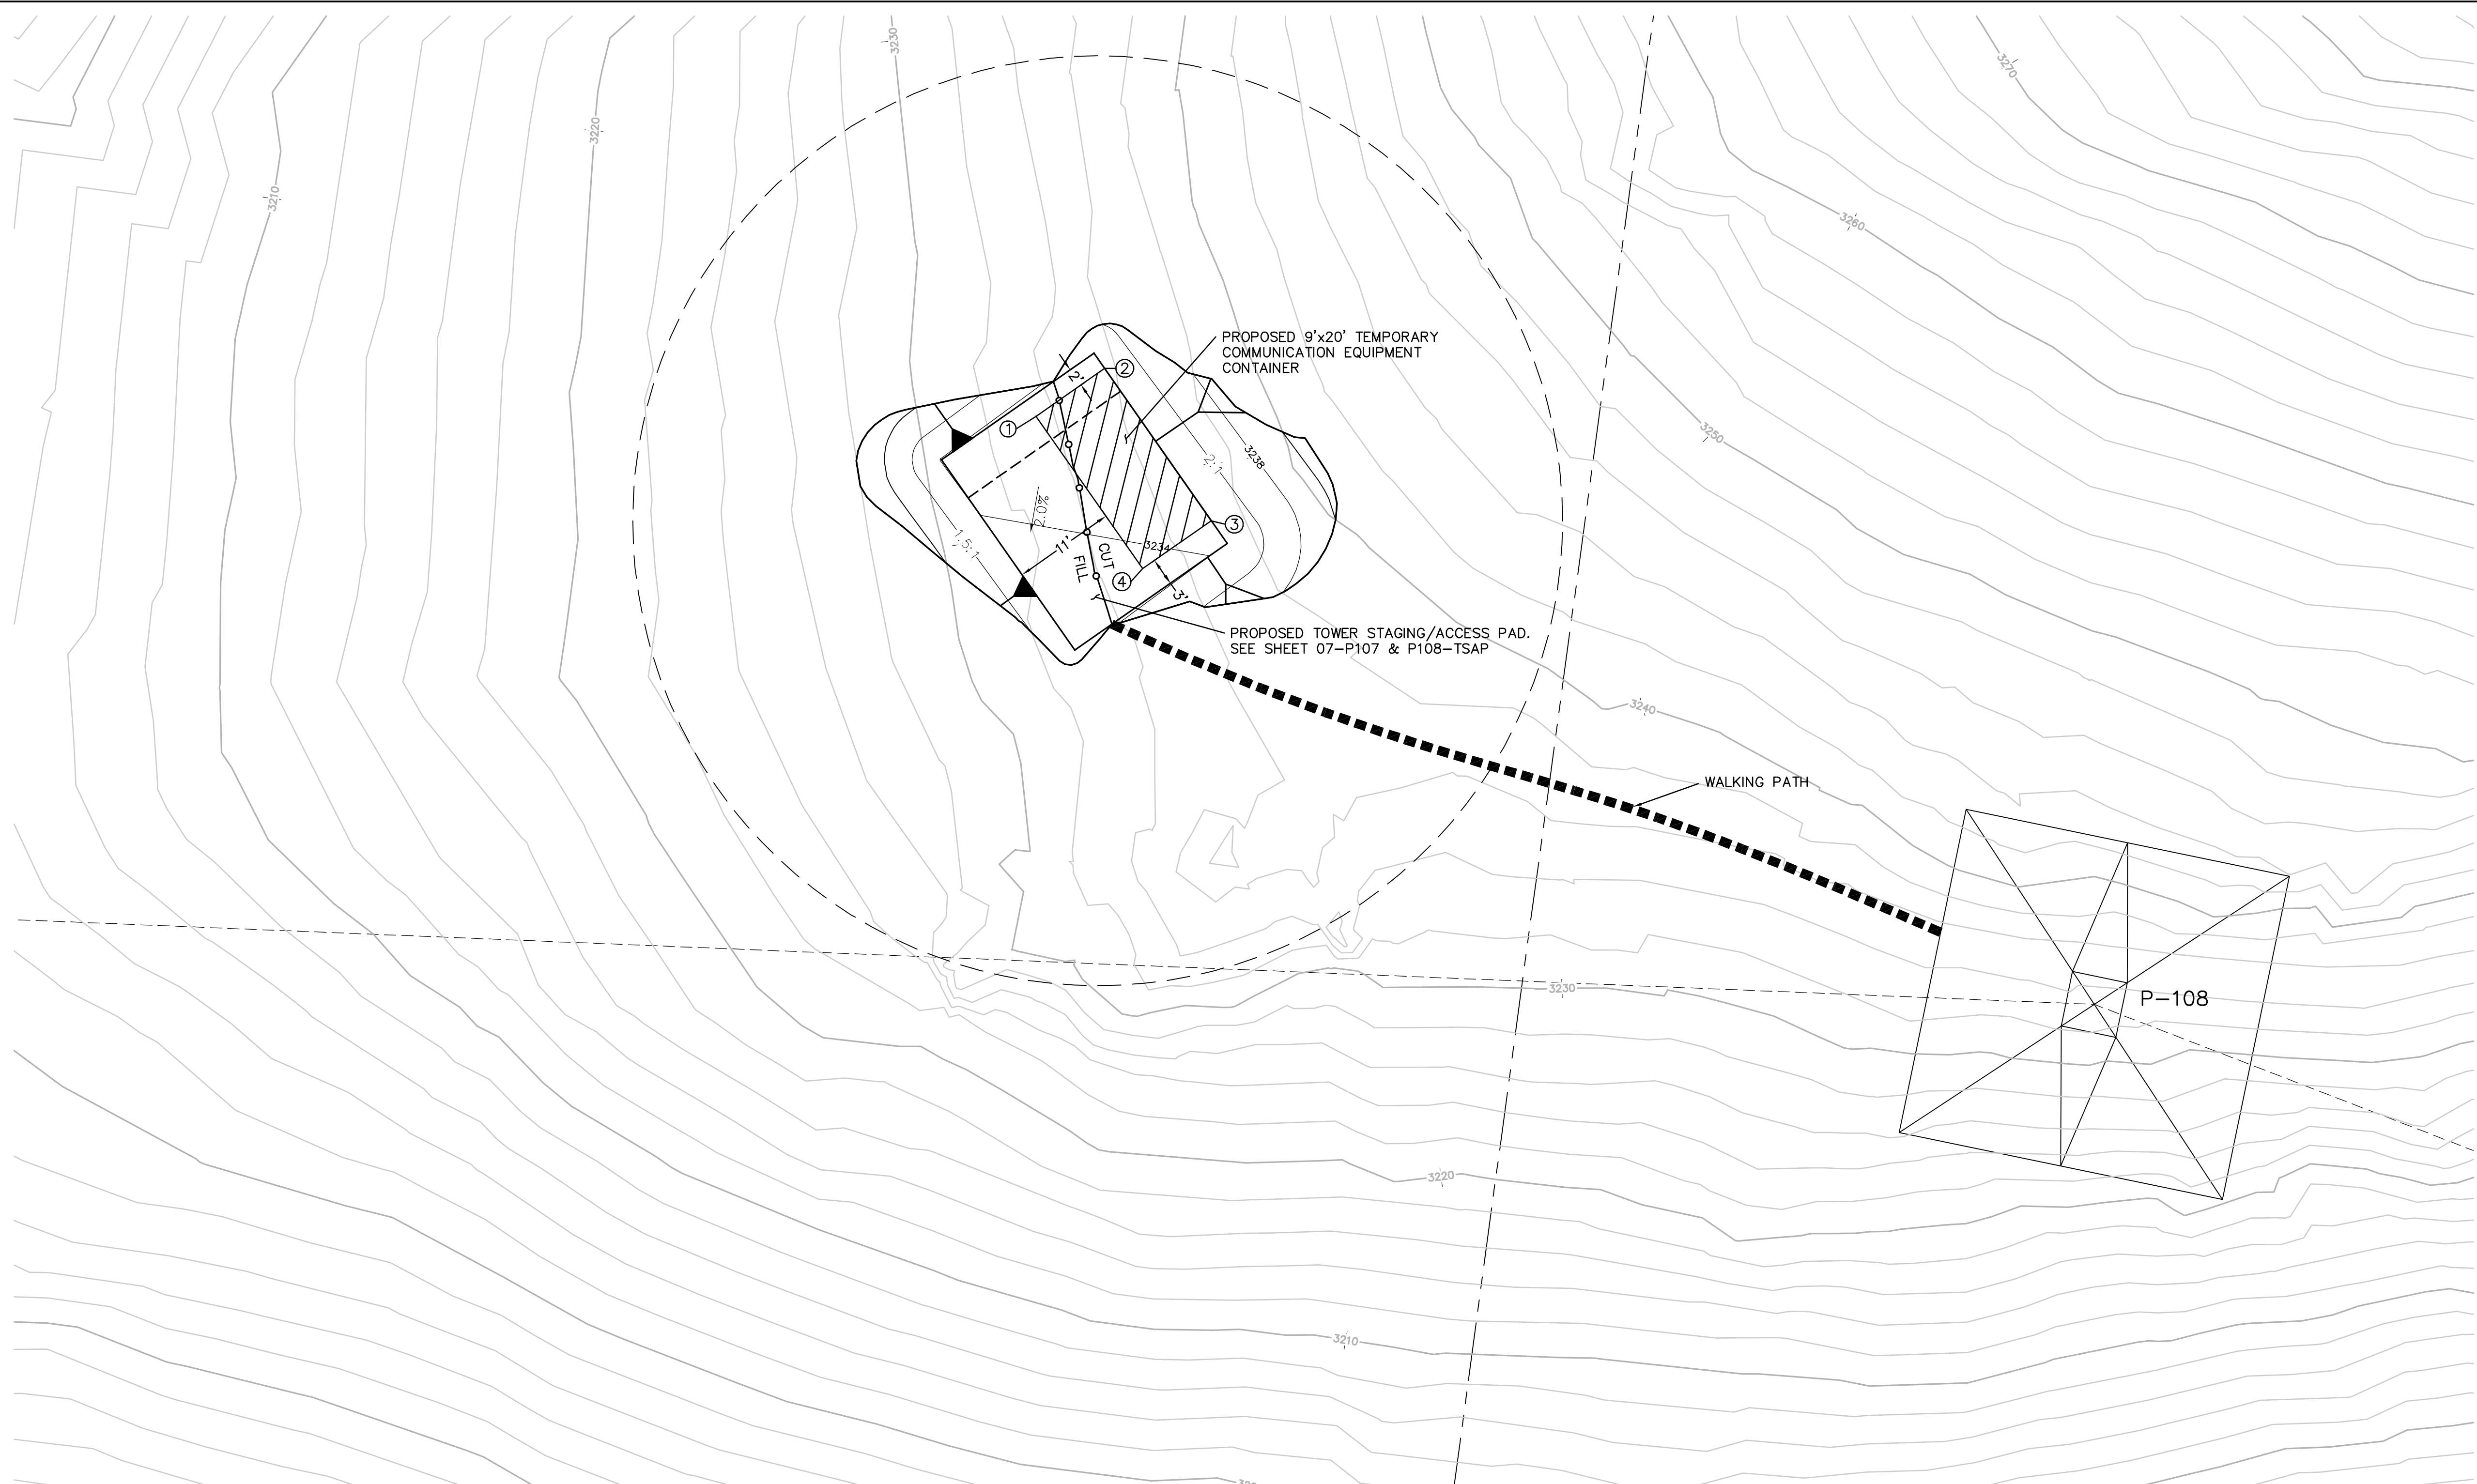 3230
3270
3220
3210
3260
PROPOSED 9'x20' TEMPORARY
COMMUNICATION EQUIPMENT
CONTAINER
2'
2
1
3250
3238
2:1
2.0%
1.5:1
3
11'
CUT
FILL
3234
4
3'
PROPOSED TOWER STAGING/ACCESS PAD.
SEE SHEET 07-P107 & P108-TSAP
3240
WALKING PATH
3230
P-108
3220
3210